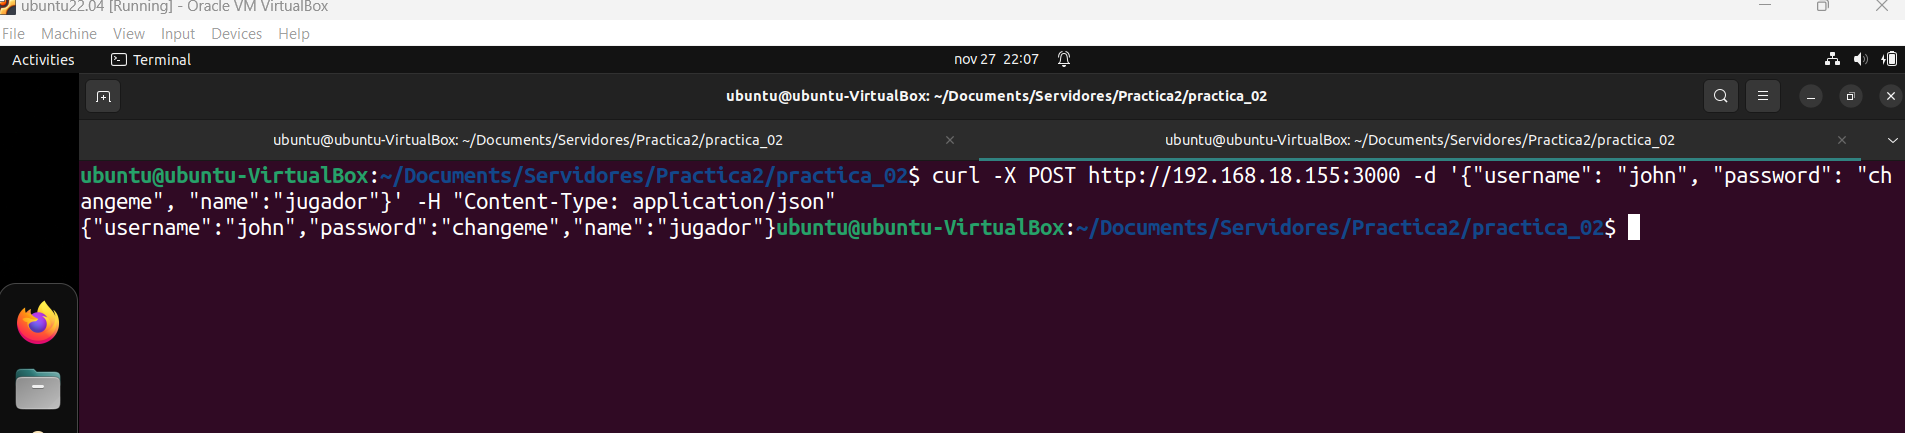 ubuntu22.04 [Running] - Oracle VM VirtualBox
File Machine View Input Devices Help
Activities Terminal nov 27 22:07
ubuntu@ubuntu-VirtualBox: ~/Documents/Servidores/Practica2/practica_02
ubuntu@ubuntu-VirtualBox: ~/Documents/Servidores/Practica2/practica_02 ubuntu@ubuntu-VirtualBox: ~/Documents/Servidores/Practica2/practica_02
ubuntu@ubuntu-VirtualBox:~/Documents/Servidores/Practica2/practica_02$ curl -X POST http://192.168.18.155:3000 -d '{"username": "john", "password": "ch
angeme", "name":"jugador"}' -H "Content-Type: application/json"
{"username":"john","password":"changeme","name":"jugador"}ubuntu@ubuntu-VirtualBox:~/Documents/Servidores/Practica2/practica_02$